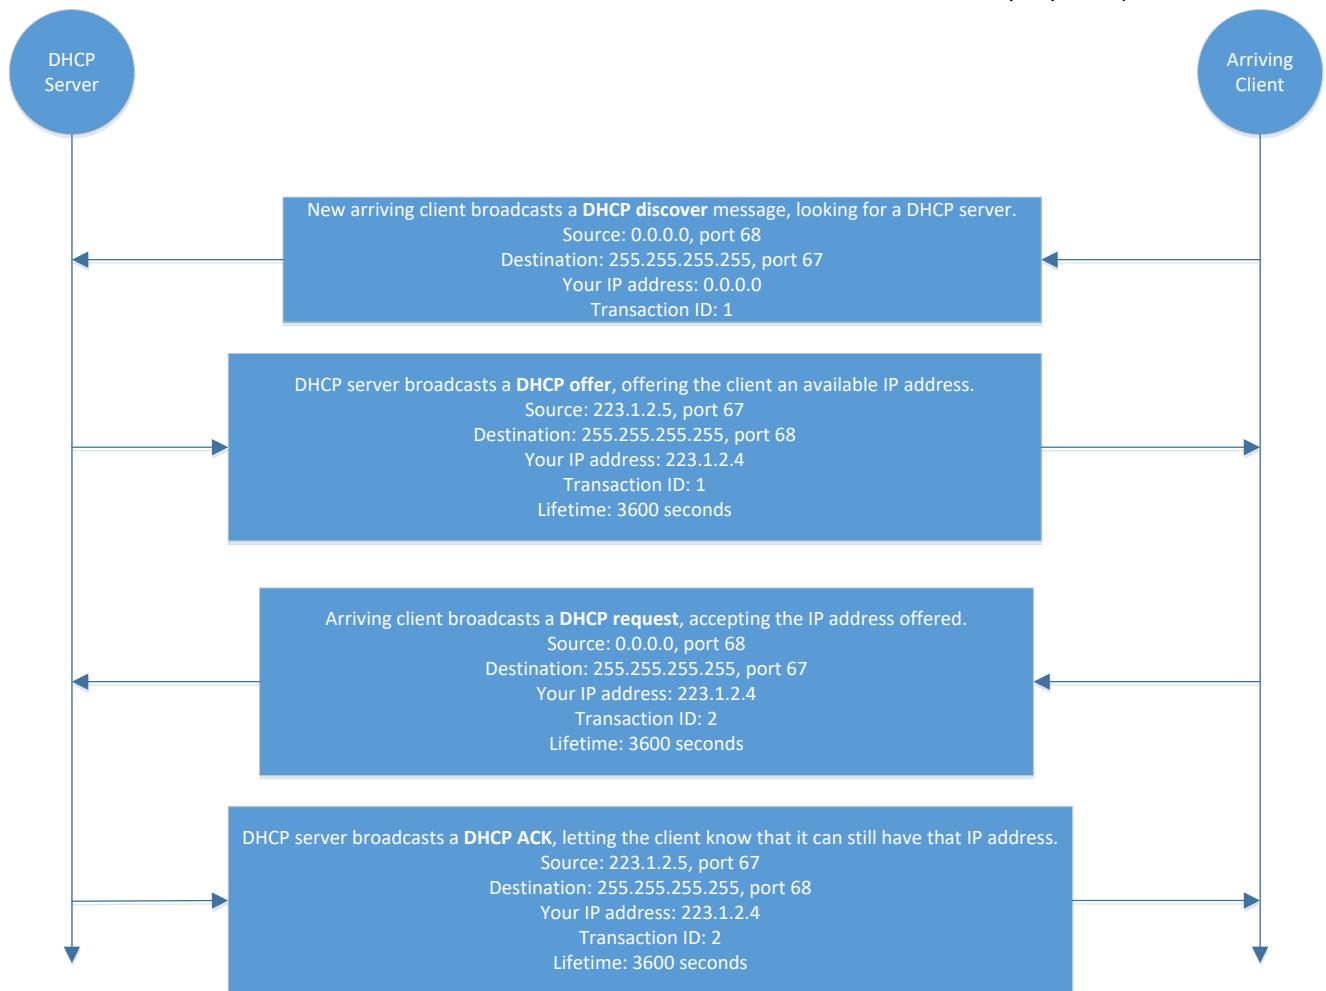 DHCP
Server
Arriving
Client
New arriving client broadcasts a DHCP discover message, looking for a DHCP server.
Source: 0.0.0.0, port 68
Destination: 255.255.255.255, port 67
Your IP address: 0.0.0.0
Transaction ID: 1
DHCP server broadcasts a DHCP offer, offering the client an available IP address.
Source: 223.1.2.5, port 67
Destination: 255.255.255.255, port 68
Your IP address: 223.1.2.4
Transaction ID: 1
Lifetime: 3600 seconds
Arriving client broadcasts a DHCP request, accepting the IP address offered.
Source: 0.0.0.0, port 68
Destination: 255.255.255.255, port 67
Your IP address: 223.1.2.4
Transaction ID: 2
Lifetime: 3600 seconds
DHCP server broadcasts a DHCP ACK, letting the client know that it can still have that IP address.
Source: 223.1.2.5, port 67
Destination: 255.255.255.255, port 68
Your IP address: 223.1.2.4
Transaction ID: 2
Lifetime: 3600 seconds